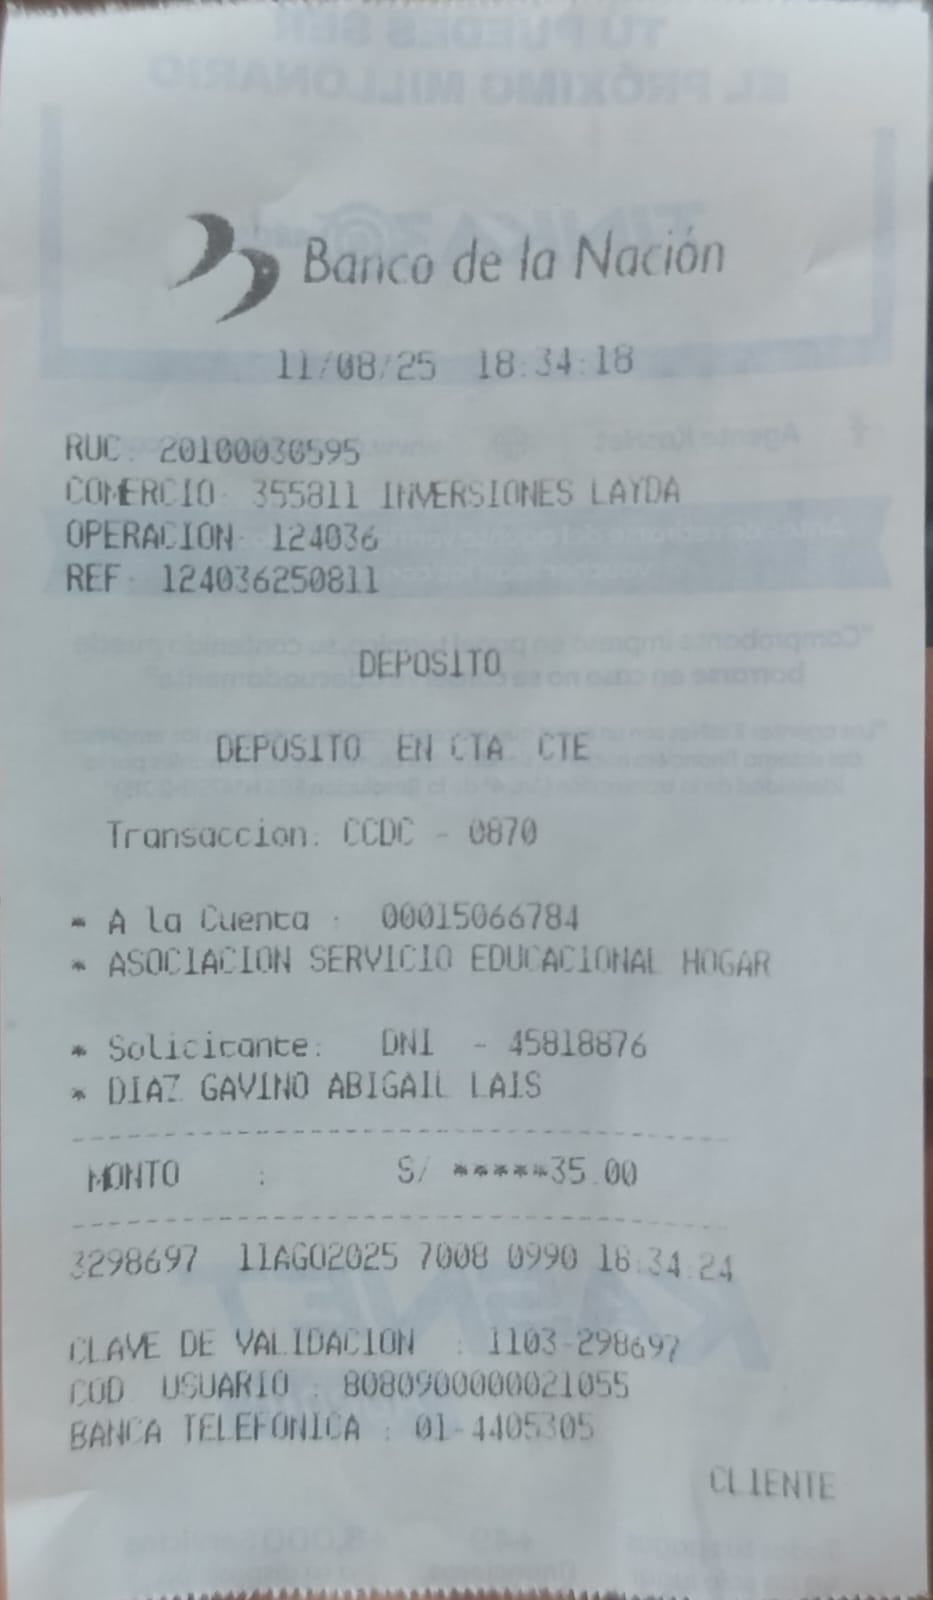 Banco de la Nación
11/08/25 18:34:18
RUC: 20100030595
COMERCIO: 355811 INVERSIONES LAYDA
OPERACION: 124036
REF: 124036250811
DEPOSITO
DEPOSITO EN CTA CTE
Transaccion: CCDC - 0870
* A la Cuenta : 00015066784
* ASOCIACION SERVICIO EDUCACIONAL HOGAR
* Solicitante: DNI - 45818876
* DIAZ GAVINO ABIGAIL LAIS
MONTO : S/ *****35.00
3298697 11AGO2025 7008 0990 18:34:24
CLAVE DE VALIDACION : 1103-298697
COD USUARIO : 8080900000021055
BANCA TELEFONICA : 01-4405305
CLIENTE